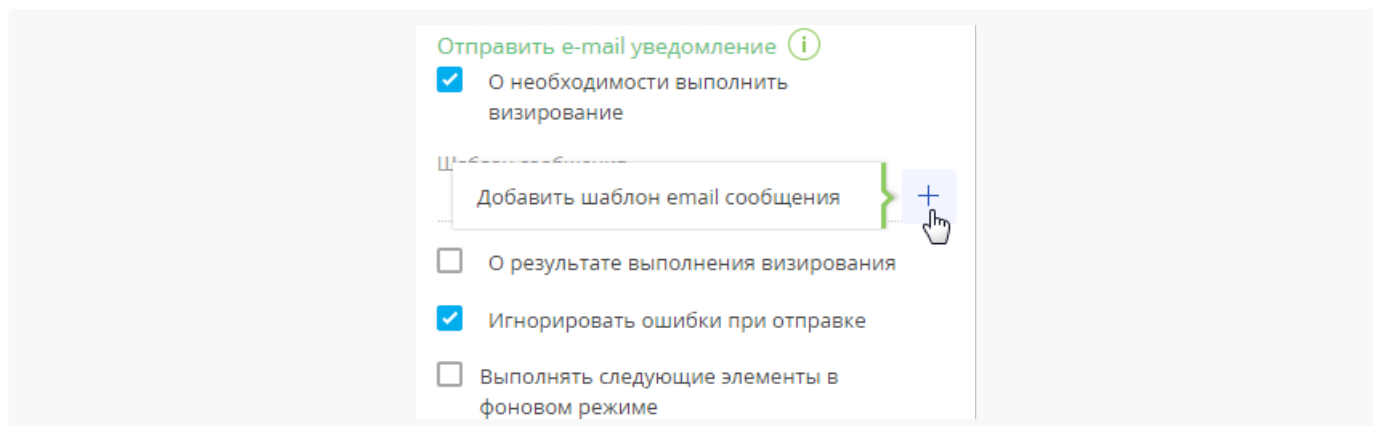 Отправить e-mail уведомление i
О необходимости выполнить
визирование
Добавить шаблон email сообщения
О результате выполнения визирования
Игнорировать ошибки при отправке
Выполнять следующие элементы в
фоновом режиме